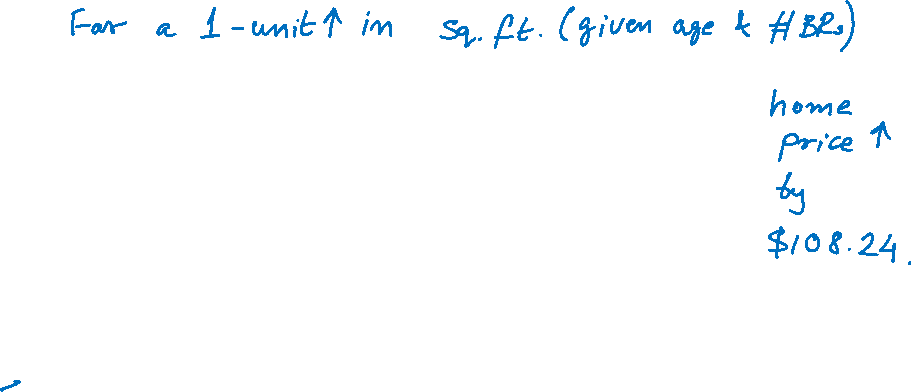 For a 1-unit↑ in sq.ft. (given age & #BRs)
home
price ↑
by
$108.24.